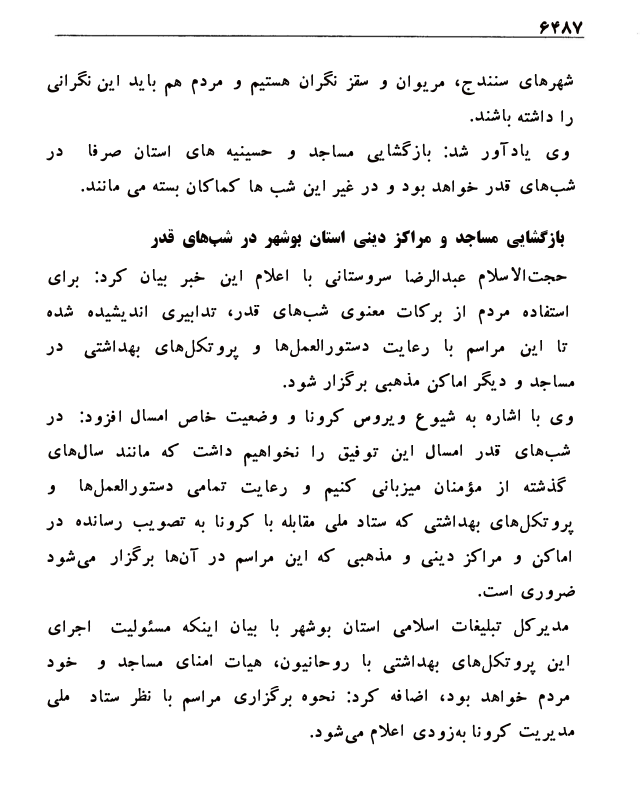 ۶۴۸۷
شهرهای سنندج، مریوان و سقز نگران هستیم و مردم هم باید این نگرانی
را داشته باشند.
وی یادآور شد: بازگشایی مساجد و حسینیه های استان صرفا در
شب‌های قدر خواهد بود و در غیر این شب ها کماکان بسته می مانند.
بازگشایی مساجد و مراکز دینی استان بوشهر در شب‌های قدر
حجت‌الاسلام عبدالرضا سروستانی با اعلام این خبر بیان کرد: برای
استفاده مردم از برکات معنوی شب‌های قدر، تدابیری اندیشیده شده
تا این مراسم با رعایت دستورالعمل‌ها و پروتکل‌های بهداشتی در
مساجد و دیگر اماکن مذهبی برگزار شود.
وی با اشاره به شیوع ویروس کرونا و وضعیت خاص امسال افزود: در
شب‌های قدر امسال این توفیق را نخواهیم داشت که مانند سال‌های
گذشته از مؤمنان میزبانی کنیم و رعایت تمامی دستورالعمل‌ها و
پروتکل‌های بهداشتی که ستاد ملی مقابله با کرونا به تصویب رسانده در
اماکن و مراکز دینی و مذهبی که این مراسم در آن‌ها برگزار می‌شود
ضروری است.
مدیرکل تبلیغات اسلامی استان بوشهر با بیان اینکه مسئولیت اجرای
این پروتکل‌های بهداشتی با روحانیون، هیات امنای مساجد و خود
مردم خواهد بود، اضافه کرد: نحوه برگزاری مراسم با نظر ستاد ملی
مدیریت کرونا به‌زودی اعلام می‌شود.